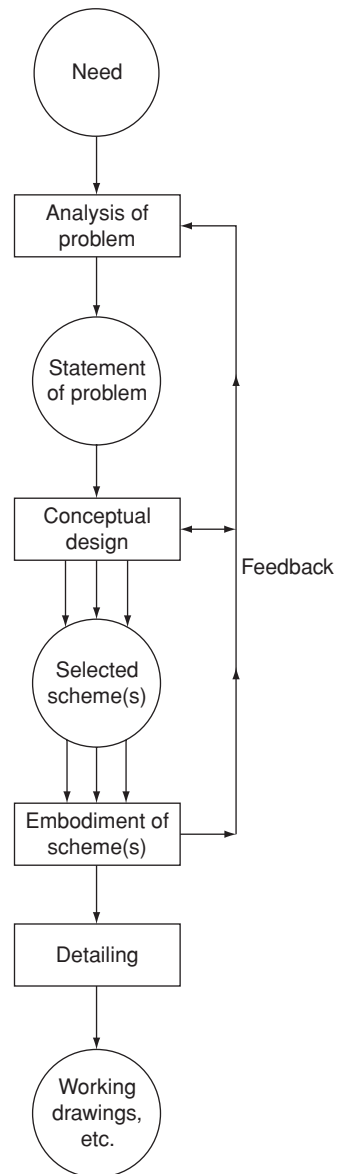 Need
Analysis of
problem
Statement
of problem
Conceptual
design
Feedback
Selected
scheme(s)
Embodiment of
scheme(s)
Detailing
Working
drawings,
etc.